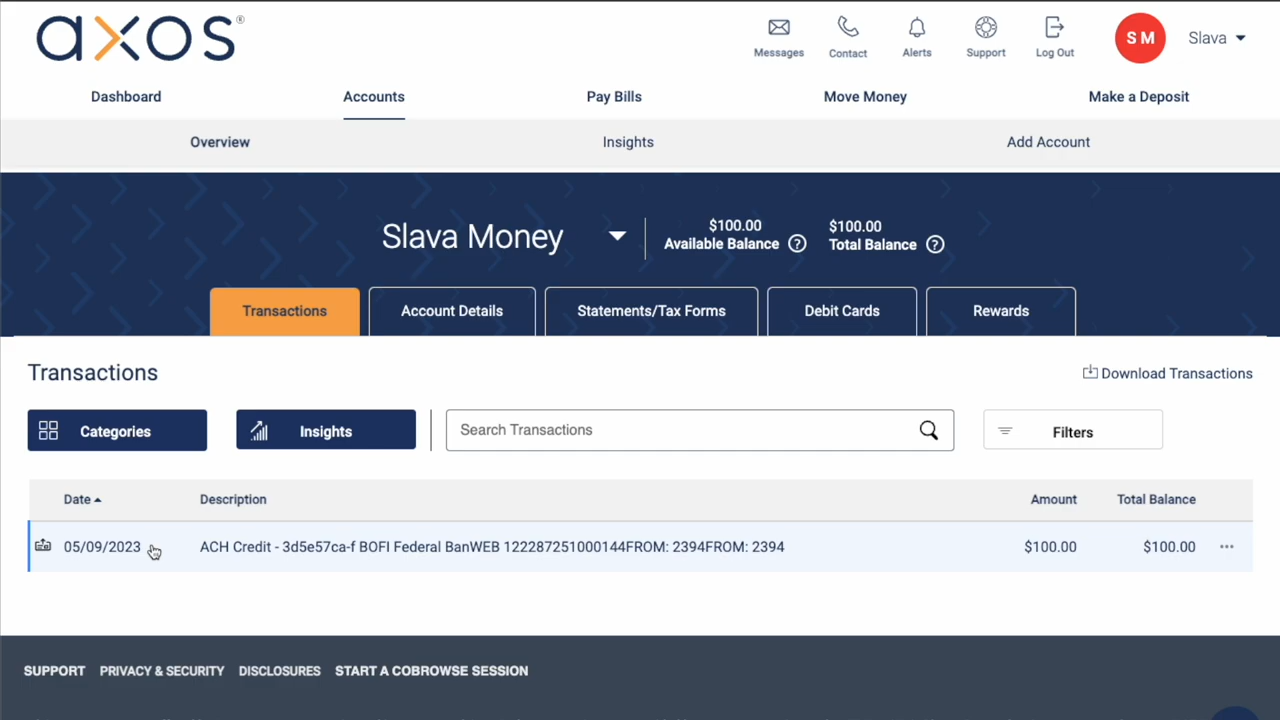 axos®
Messages
Contact
Alerts
Support
Log Out
S M
Slava
Dashboard
Accounts
Pay Bills
Move Money
Make a Deposit
Overview
Insights
Add Account
Slava Money
$100.00
Available Balance ?
$100.00
Total Balance ?
Transactions
Account Details
Statements/Tax Forms
Debit Cards
Rewards
Transactions
Download Transactions
Categories
Insights
Search Transactions
Filters
Date
Description
Amount
Total Balance
05/09/2023
ACH Credit - 3d5e57ca-f BOFI Federal BanWEB 122287251000144FROM: 2394FROM: 2394
$100.00
$100.00
SUPPORT
PRIVACY & SECURITY
DISCLOSURES
START A COBROWSE SESSION